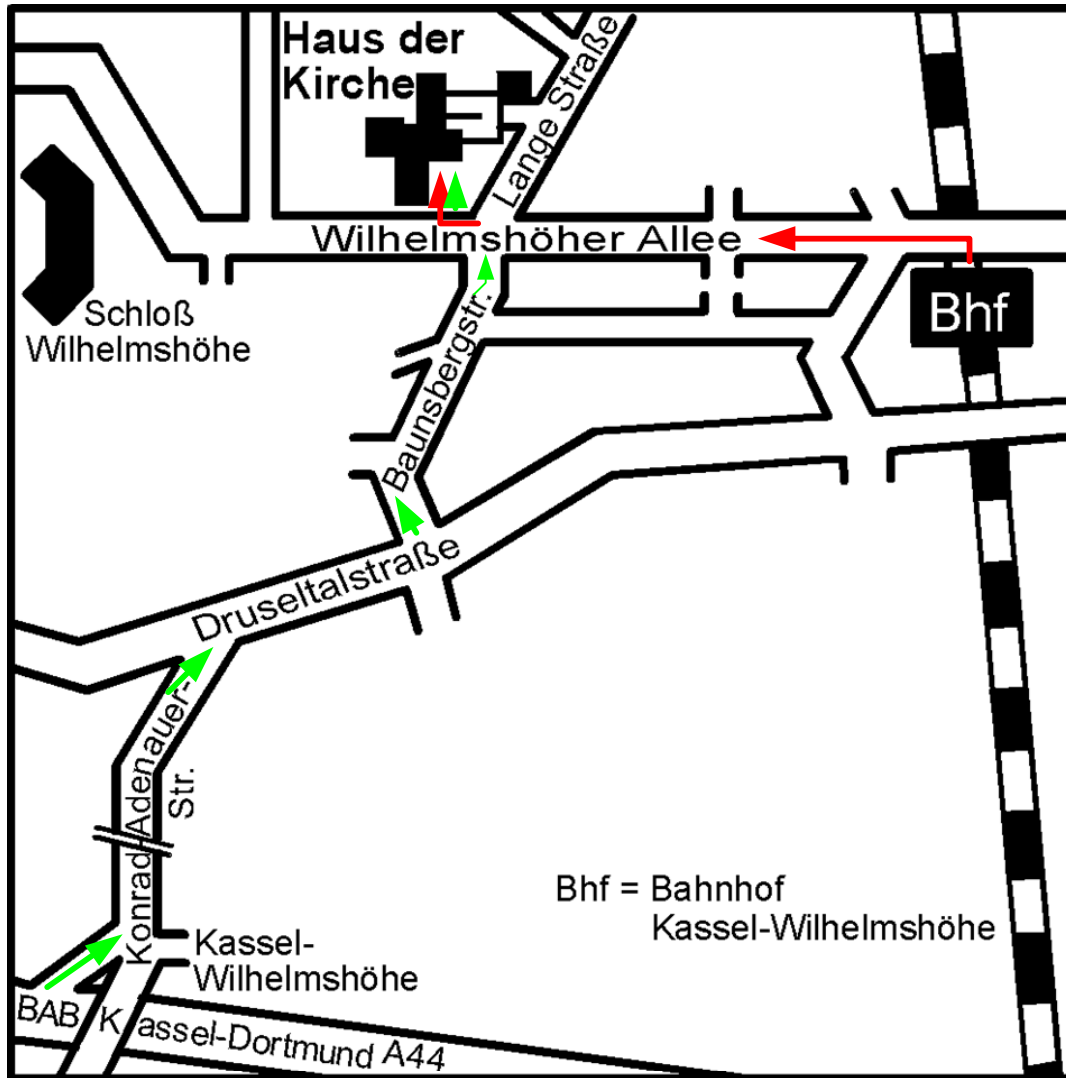 Haus der
Kirche
Lange Straße
Wilhelmshöher Allee
Schloß
Wilhelmshöhe
Bhf
Baunsbergstr.
Druseltalstraße
Konrad-Adenauer-
Str.
Bhf = Bahnhof
Kassel-Wilhelmshöhe
Kassel-
Wilhelmshöhe
BAB Kassel-Dortmund A44